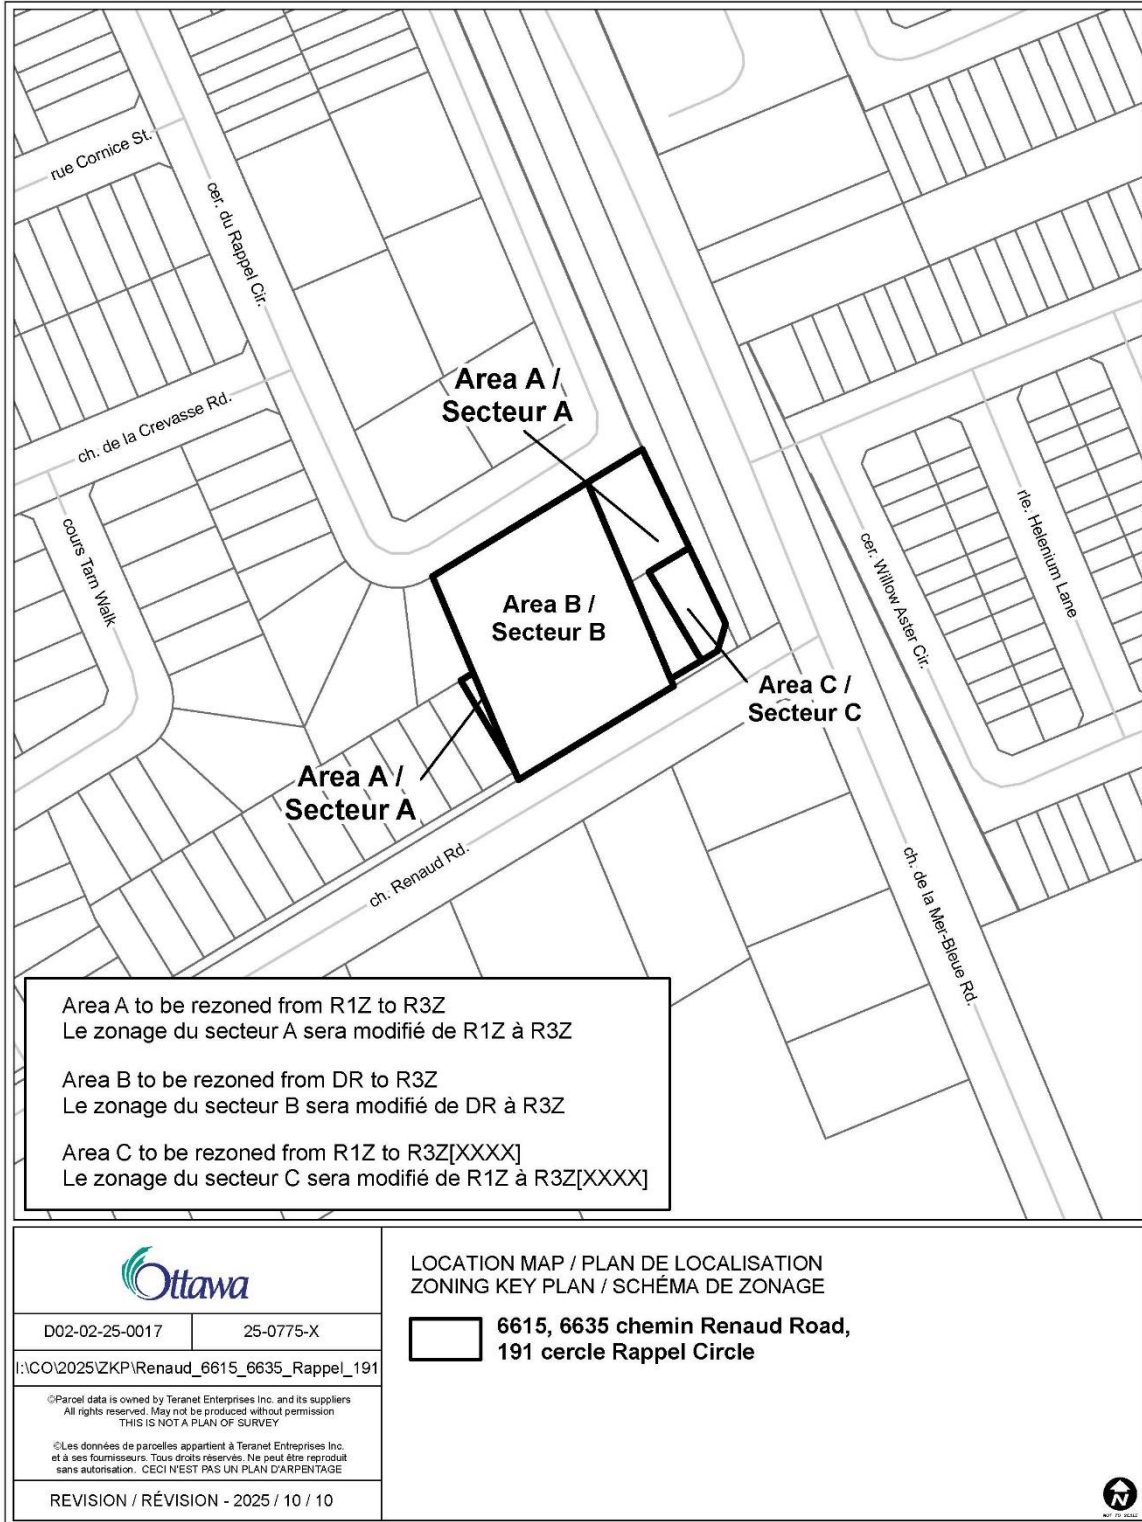 rue Cornice St.
cer. du Rappel Cir.
ch. de la Crevasse Rd.
cours Tarn Walk
Area A /
Secteur A
Area B /
Secteur B
Area C /
Secteur C
Area A /
Secteur A
cer. Willow Aster Cir.
rle. Helenium Lane
ch. Renaud Rd.
ch. de la Mer-Bleue Rd.
Area A to be rezoned from R1Z to R3Z
Le zonage du secteur A sera modifié de R1Z à R3Z
Area B to be rezoned from DR to R3Z
Le zonage du secteur B sera modifié de DR à R3Z
Area C to be rezoned from R1Z to R3Z[XXXX]
Le zonage du secteur C sera modifié de R1Z à R3Z[XXXX]
Ottawa
D02-02-25-0017
25-0775-X
I:\CO\2025\ZKP\Renaud_6615_6635_Rappel_191
©Parcel data is owned by Teranet Enterprises Inc. and its suppliers
All rights reserved. May not be produced without permission
THIS IS NOT A PLAN OF SURVEY
©Les données de parcelles appartient à Teranet Entreprises Inc.
et à ses fournisseurs. Tous droits réservés. Ne peut être reproduit
sans autorisation. CECI N'EST PAS UN PLAN D'ARPENTAGE
REVISION / RÉVISION - 2025 / 10 / 10
LOCATION MAP / PLAN DE LOCALISATION
ZONING KEY PLAN / SCHÉMA DE ZONAGE
6615, 6635 chemin Renaud Road,
191 cercle Rappel Circle
N
NOT TO SCALE